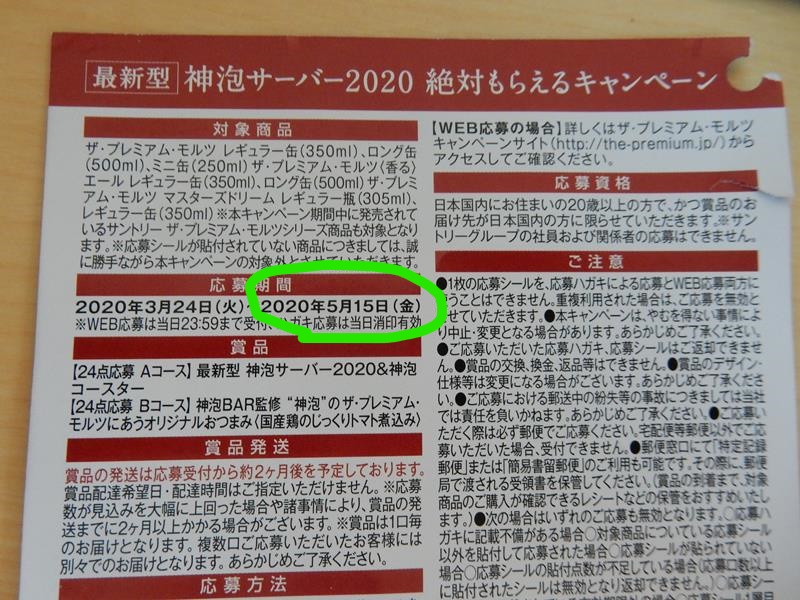 最新型 神泡サーバー2020 絶対もらえるキャンペーン
対象商品
ザ・プレミアム・モルツ レギュラー缶(350ml)、ロング缶
(500ml)、ミニ缶(250ml)ザ・プレミアム・モルツ〈香る〉
エール レギュラー缶(350ml)、ロング缶(500ml)ザ・プレミ
アム・モルツ マスターズドリーム レギュラー瓶(305ml)、
レギュラー缶(350ml)※本キャンペーン期間中に発売されて
いるサントリー ザ・プレミアム・モルツシリーズ商品も対象となり
ます。※応募シールが貼付されていない商品につきましては、誠
に勝手ながら本キャンペーンの対象外とさせていただきます。
応募期間
2020年3月24日(火)~2020年5月15日(金)
※WEB応募は当日23:59まで受付 ハガキ応募は当日消印有効
賞品
【24点応募 Aコース】最新型 神泡サーバー2020&神泡
コースター
【24点応募 Bコース】神泡BAR監修 “神泡”のザ・プレミアム・
モルツにあうオリジナルおつまみ〈国産鶏のじっくりトマト煮込み〉
賞品発送
賞品の発送は応募受付から約2ヶ月後を予定しております。
賞品配達希望日・配達時間はご指定いただけません。※応募
数が見込みを大幅に上回った場合や諸事情により、賞品の発
送までに2ヶ月以上かかる場合がございます。※賞品は1口毎
のお届けとなります。複数口ご応募いただいたお客様には
別々でのお届けとなります。あらかじめご了承ください。
応募方法
【WEB応募の場合】詳しくはザ・プレミアム・モルツ
キャンペーンサイト(http://the-premium.jp/)から
アクセスしてご確認ください。
応募資格
日本国内にお住まいの20歳以上の方で、かつ賞品のお
届け先が日本国内の方に限らせていただきます。※サン
トリーグループの社員および関係者の応募はできません。
ご注意
●1枚の応募シールを、応募ハガキによる応募とWEB応募両方に
使うことはできません。重複利用された場合は、ご応募を無効と
させていただきます。●本キャンペーンは、やむを得ない事情によ
り中止・変更となる場合があります。あらかじめご了承ください。
●ご応募いただいた応募ハガキ、応募シールはご返却できませ
ん。●賞品の交換、換金、返品等はできません。●賞品のデザイン・
仕様等は変更になる場合がございます。あらかじめご了承くださ
い。●ご応募における郵送中の紛失等の事故につきましては当社
では責任を負いかねます。あらかじめご了承ください。●ご応募い
ただく際は必ず郵便でご応募ください。宅配便等郵便以外でご応
募いただいた場合、受付できません。●郵便窓口にて「特定記録
郵便」または「簡易書留郵便」のご利用も可能です。その際に、郵便
局で渡される受領書を保管してください。(賞品の到着まで、対象
商品のご購入が確認できるレシートなどの保管をおすすめいたし
ます。)●次の場合はいずれのご応募も無効となります。○応募ハ
ガキに記載不備がある場合○対象商品についている応募シール
以外を貼付して応募された場合○応募シールが貼られていない
場合○応募シールの貼付点数が不足している場合(応募口数以上
に貼付されたシールは無効となり返却できません。)○応募